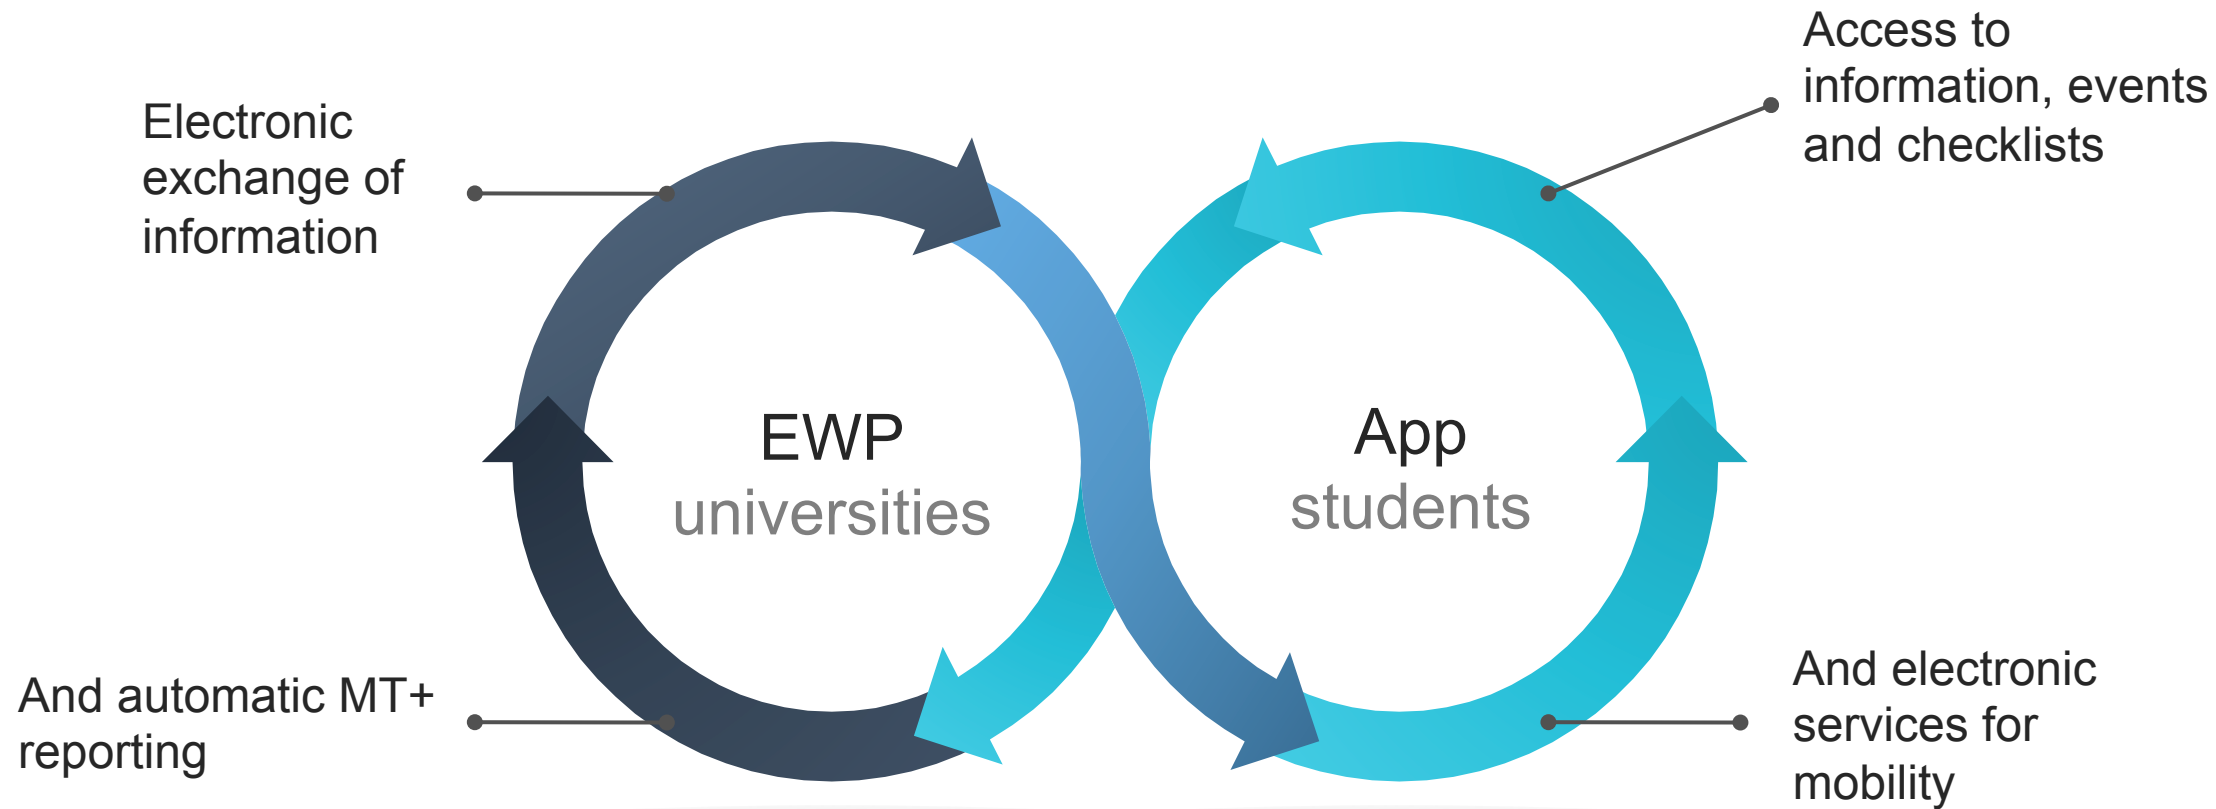 Electronic
exchange of
information
And automatic MT+
reporting
EWP
universities
App
students
Access to
information, events
and checklists
And electronic
services for
mobility